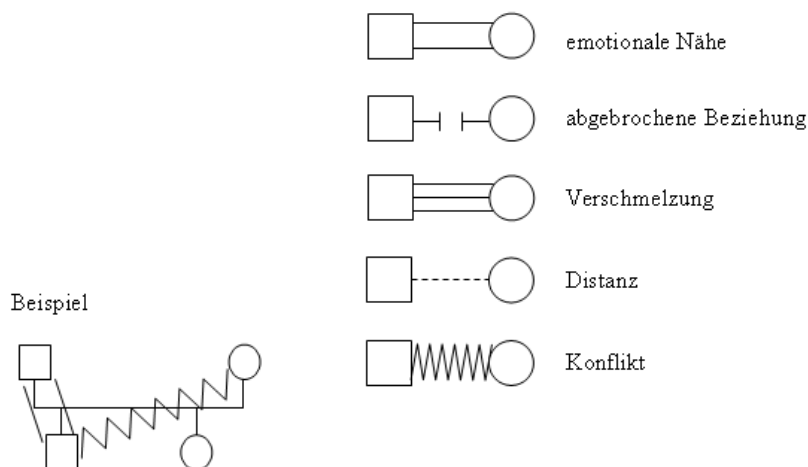 emotionale Nähe
abgebrochene Beziehung
Verschmelzung
Distanz
Beispiel
Konflikt